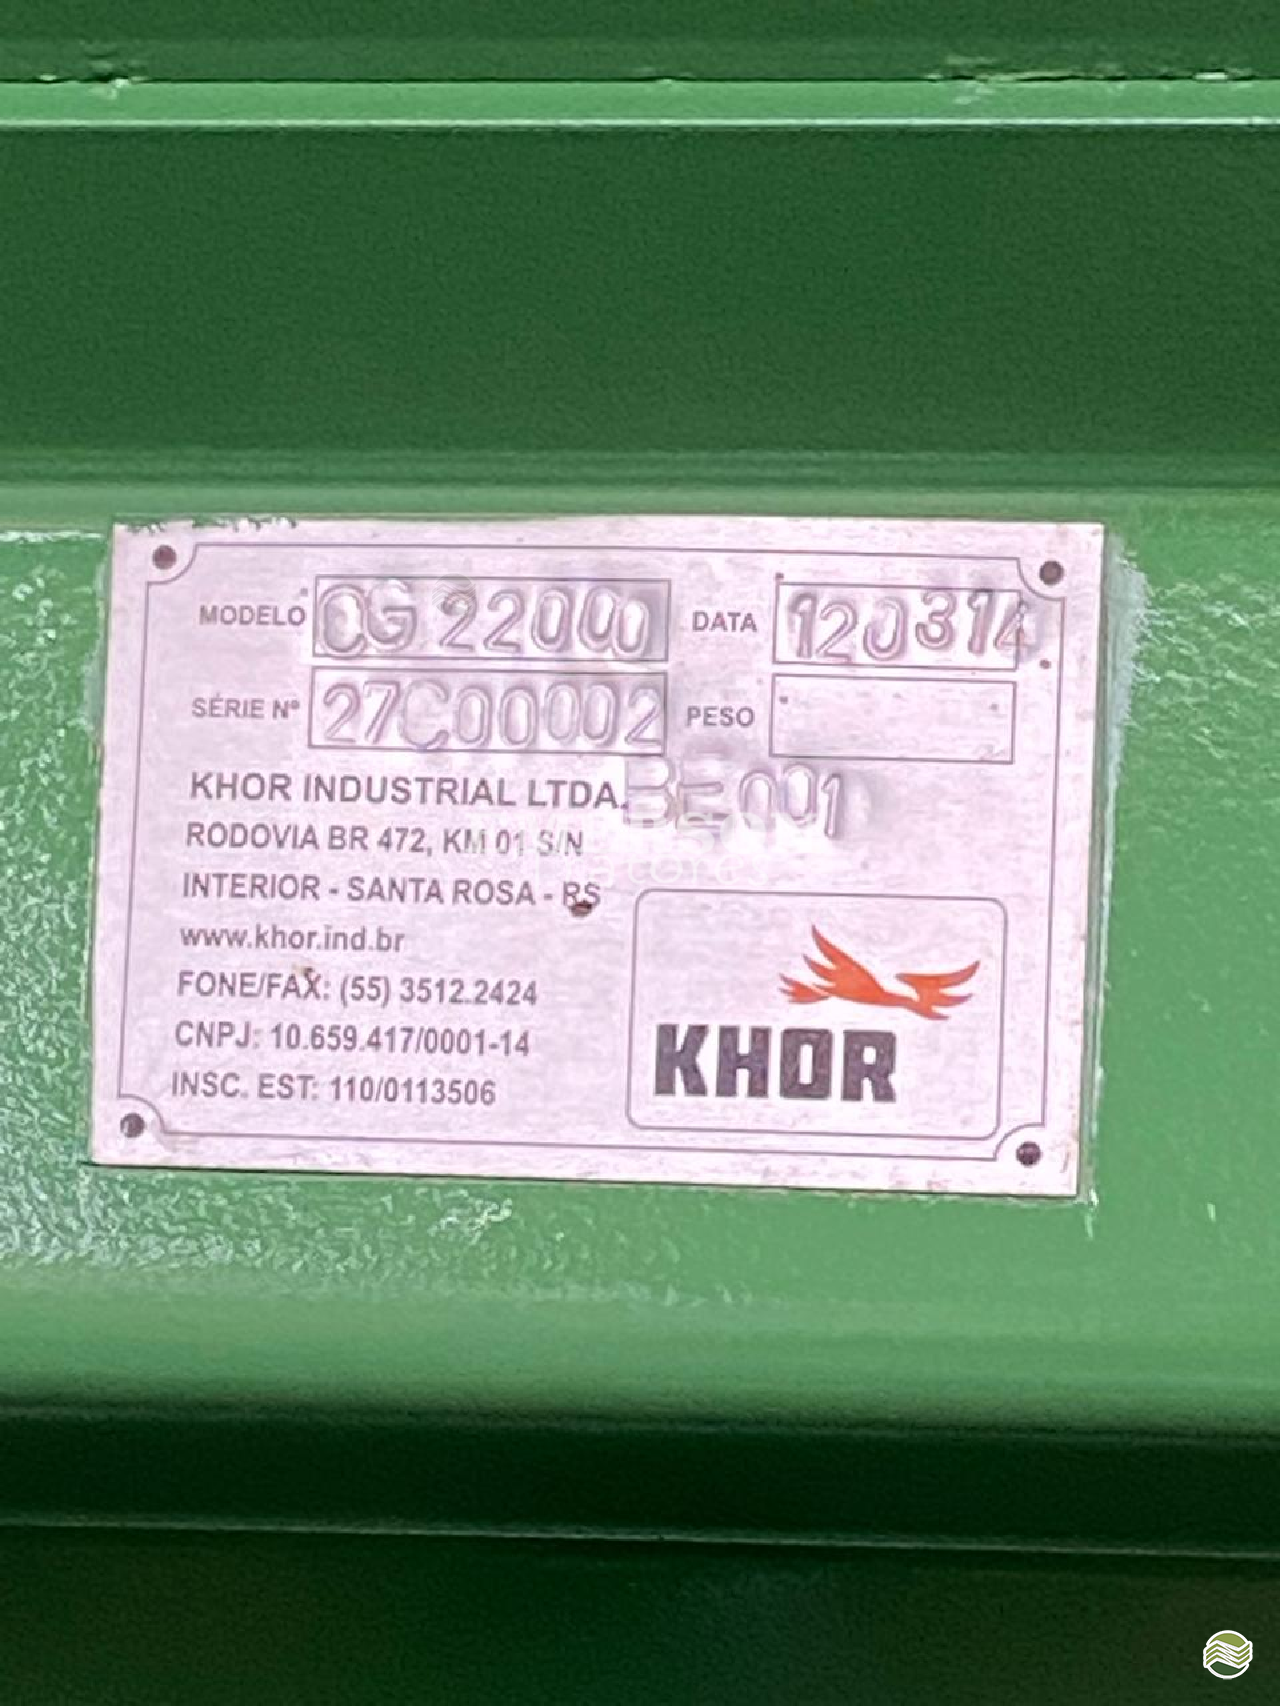 MODELO CG 22000 DATA 120314
SÉRIE Nº 27C00002 PESO
BE001
KHOR INDUSTRIAL LTDA.
RODOVIA BR 472, KM 01 S/N
INTERIOR - SANTA ROSA - RS
www.khor.ind.br
FONE/FAX: (55) 3512.2424
CNPJ: 10.659.417/0001-14
INSC. EST: 110/0113506
KHOR